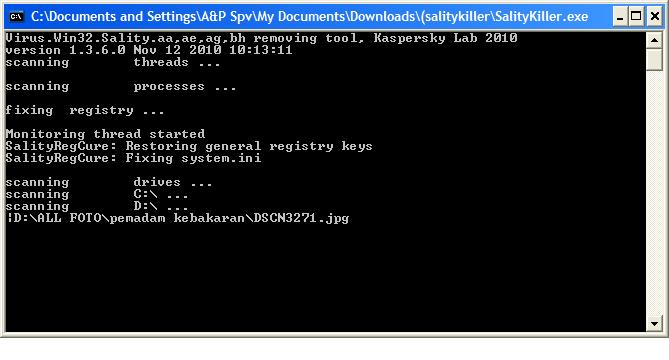 C:\Documents and Settings\A&P Spv\My Documents\Downloads\(salitykiller\SalityKiller.exe
Virus.Win32.Sality.aa,ae,ag,bh removing tool, Kaspersky Lab 2010
version 1.3.6.0 Nov 12 2010 10:13:11
scanning        threads ...
scanning        processes ...
fixing  registry ...
Monitoring thread started
SalityRegCure: Restoring general registry keys
SalityRegCure: Fixing system.ini
scanning        drives ...
scanning        C:\ ...
scanning        D:\ ...
|D:\ALL FOTO\pemadam kebakaran\DSCN3271.jpg